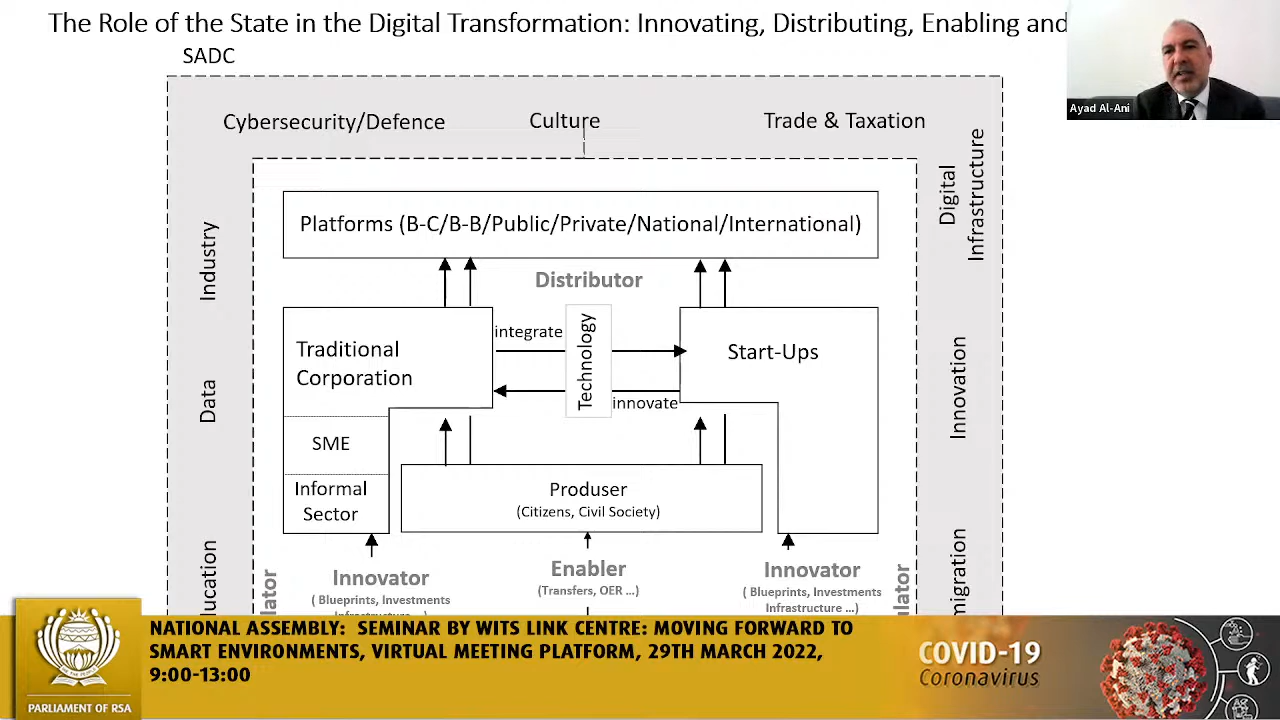 The Role of the State in the Digital Transformation: Innovating, Distributing, Enabling and
SADC
Ayad Al-Ani
Cybersecurity/Defence
Culture
Trade & Taxation
Digital
Infrastructure
Platforms (B-C/B-B/Public/Private/National/International)
Industry
Distributor
Traditional
Corporation
integrate
Technology
innovate
Start-Ups
Data
Innovation
SME
Informal
Sector
Produser
(Citizens, Civil Society)
Innovator
( Blueprints, Investments
Enabler
(Transfers, OER ...)
Innovator
( Blueprints, Investments
Infrastructure ...)
NATIONAL ASSEMBLY: SEMINAR BY WITS LINK CENTRE: MOVING FORWARD TO
SMART ENVIRONMENTS, VIRTUAL MEETING PLATFORM, 29TH MARCH 2022,
9:00-13:00
PARLIAMENT OF RSA
COVID-19
Coronavirus